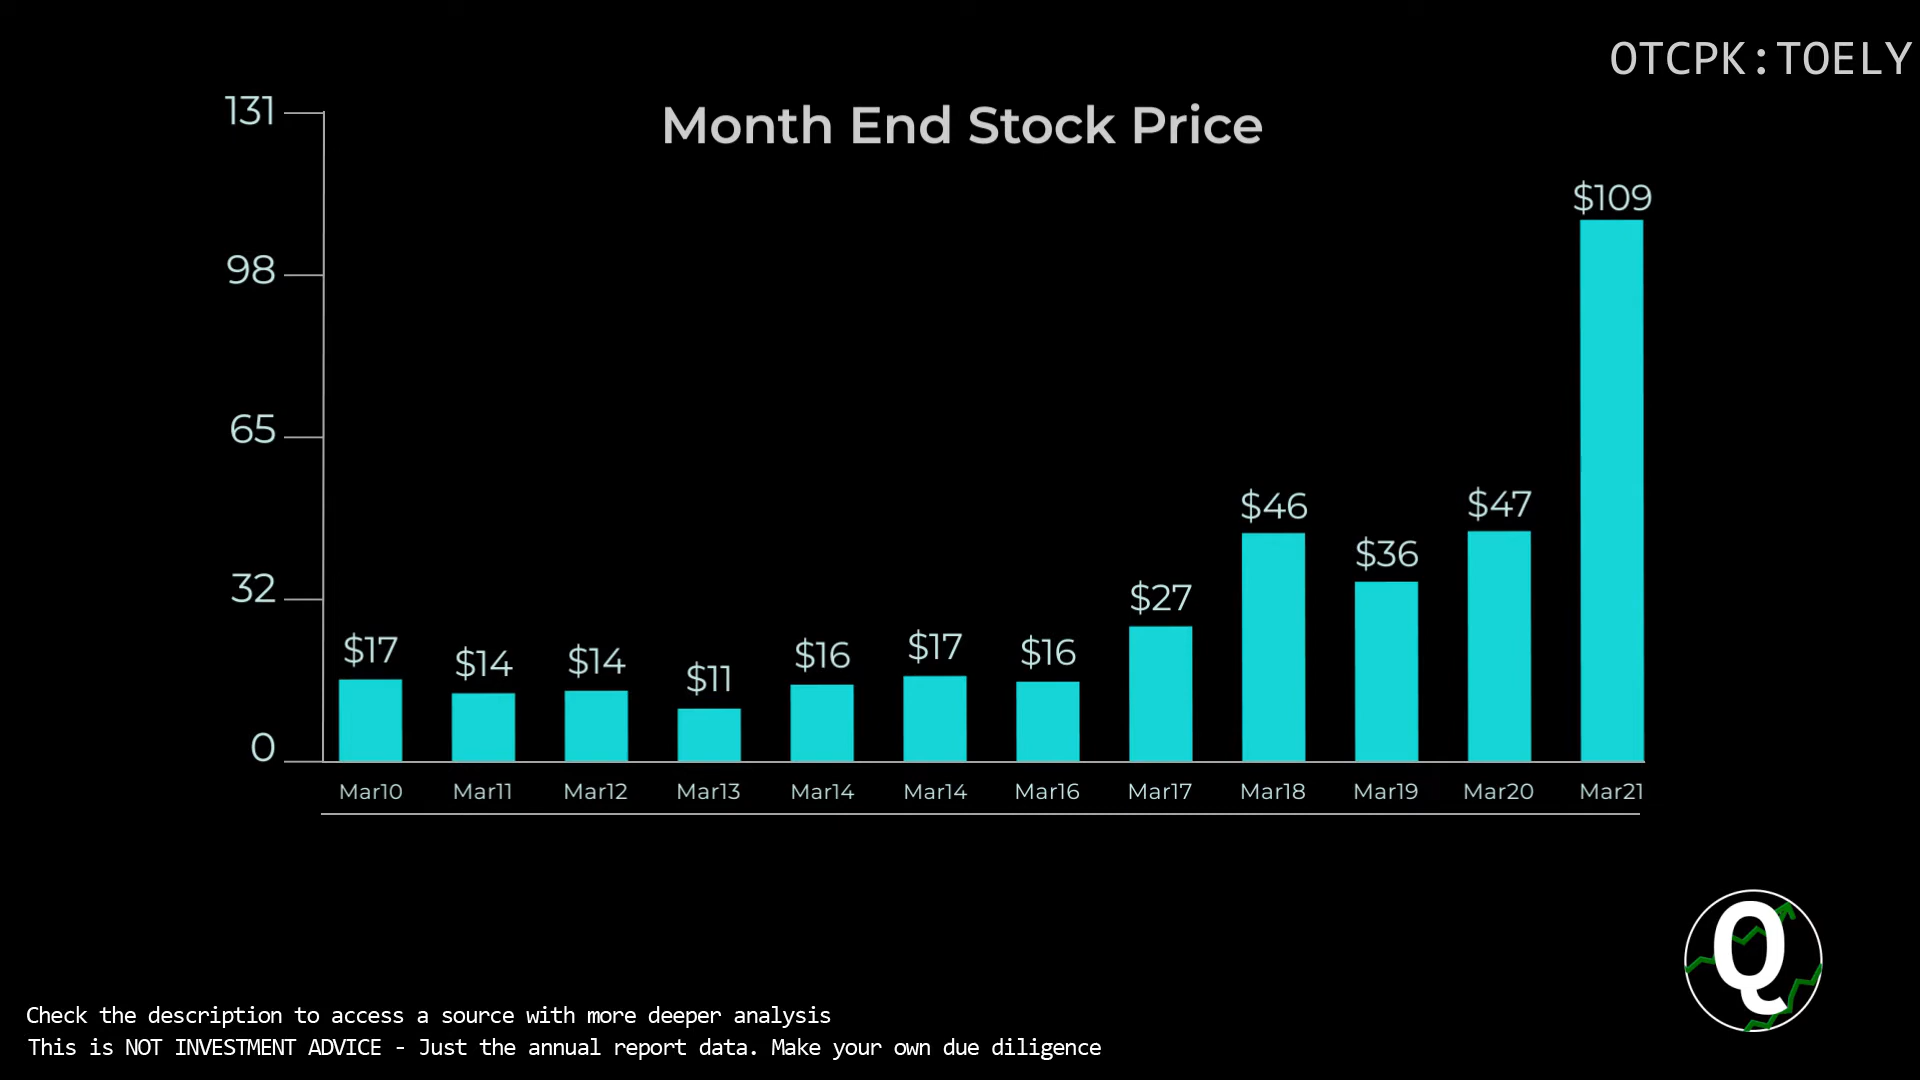 OTCPK:TOELY
Month End Stock Price
131
98
65
32
0
$17
$14
$14
$11
$16
$17
$16
$27
$46
$36
$47
$109
Mar10 Mar11 Mar12 Mar13 Mar14 Mar14 Mar16 Mar17 Mar18 Mar19 Mar20 Mar21
Q
Check the description to access a source with more deeper analysis
This is NOT INVESTMENT ADVICE - Just the annual report data. Make your own due diligence